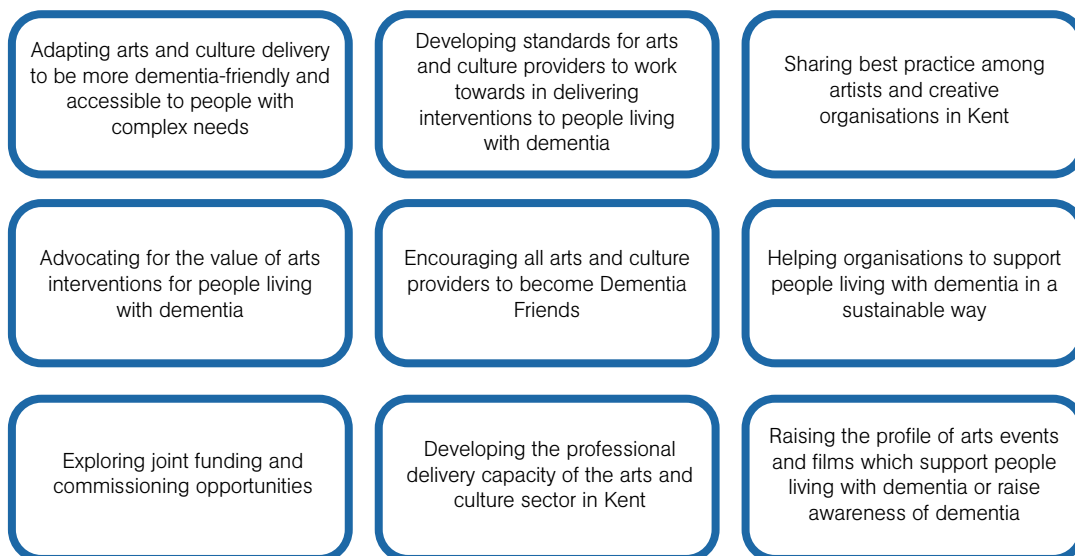 Adapting arts and culture delivery
to be more dementia-friendly and
accessible to people with
complex needs
Developing standards for arts
and culture providers to work
towards in delivering
interventions to people living
with dementia
Sharing best practice among
artists and creative
organisations in Kent
Advocating for the value of arts
interventions for people living
with dementia
Encouraging all arts and culture
providers to become Dementia
Friends
Helping organisations to support
people living with dementia in a
sustainable way
Exploring joint funding and
commissioning opportunities
Developing the professional
delivery capacity of the arts and
culture sector in Kent
Raising the profile of arts events
and films which support people
living with dementia or raise
awareness of dementia